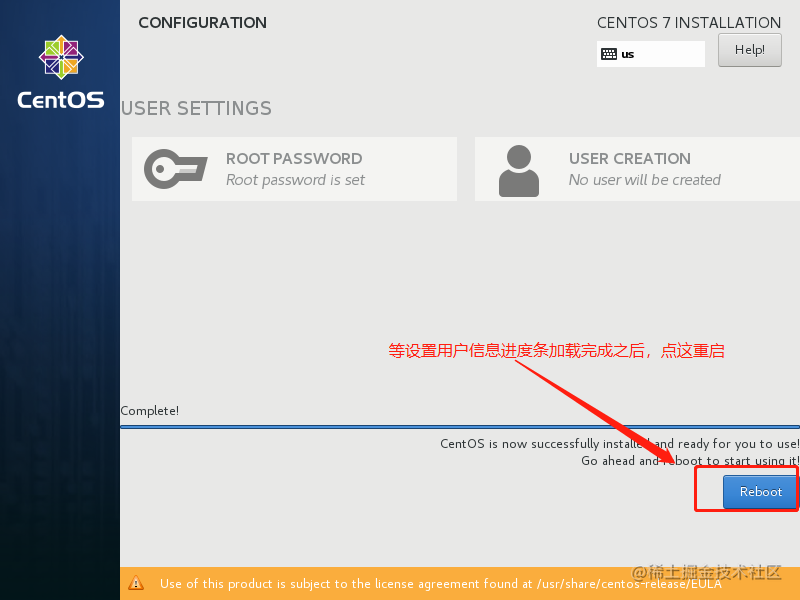 CONFIGURATION
CENTOS 7 INSTALLATION
us
Help!
CentOS
USER SETTINGS
ROOT PASSWORD
Root password is set
USER CREATION
No user will be created
等设置用户信息进度条加载完成之后，点这重启
Complete!
CentOS is now successfully installed and ready for you to use!
Go ahead and reboot to start using it!
Reboot
Use of this product is subject to the license agreement found at /usr/share/centos-release/EULA
@稀土掘金技术社区